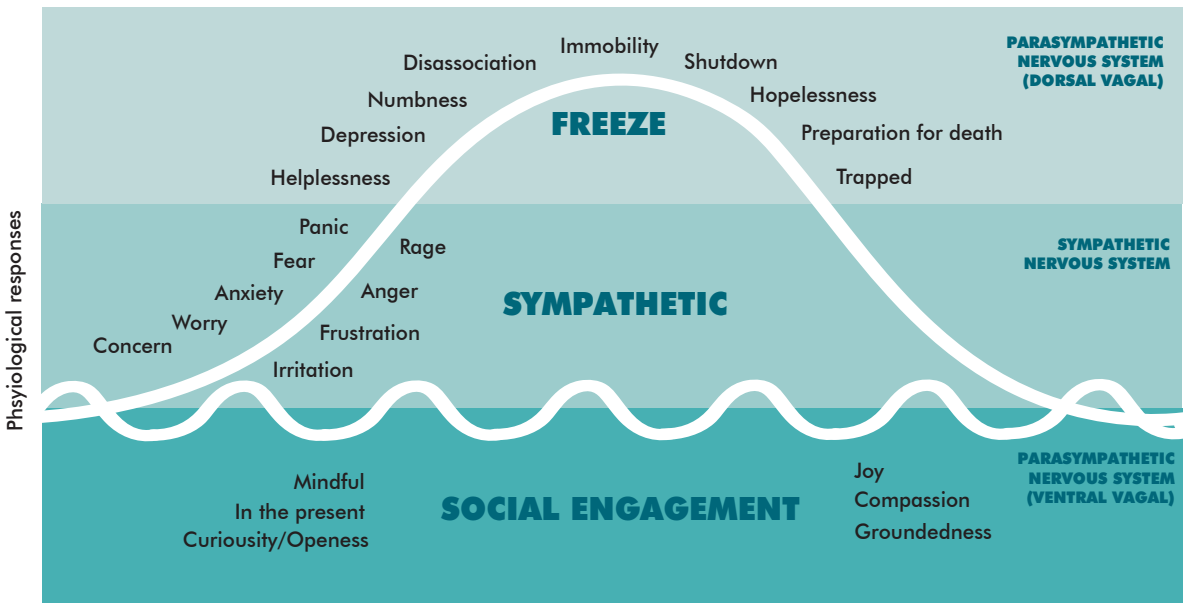 Immobility
Disassociation
Shutdown
PARASYMPATHETIC
NERVOUS SYSTEM
(DORSAL VAGAL)
Numbness
Hopelessness
FREEZE
Depression
Preparation for death
Helplessness
Trapped
Phsyiological responses
Panic
Rage
Fear
SYMPATHETIC
NERVOUS SYSTEM
Anxiety
Anger
SYMPATHETIC
Worry
Frustration
Concern
Irritation
Mindful
In the present
Curiousity/Openess
SOCIAL ENGAGEMENT
Joy
Compassion
Groundedness
PARASYMPATHETIC
NERVOUS SYSTEM
(VENTRAL VAGAL)